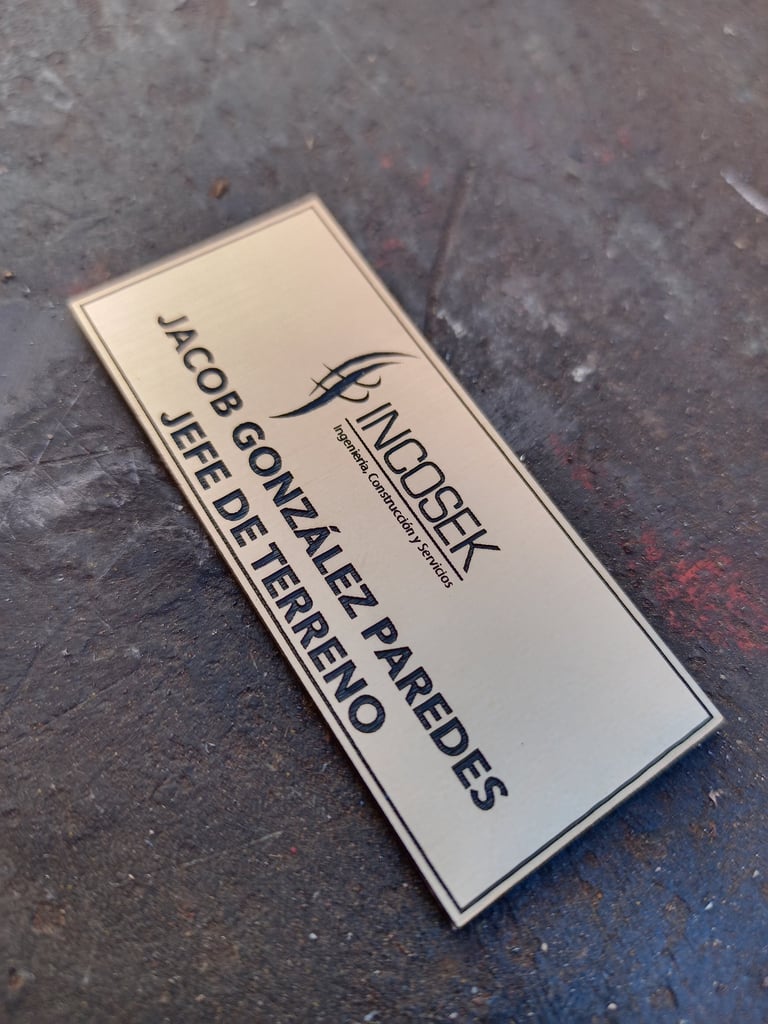 INCOSEK
Ingeniería, Construcción y Servicios
JACOB GONZÁLEZ PAREDES
JEFE DE TERRENO